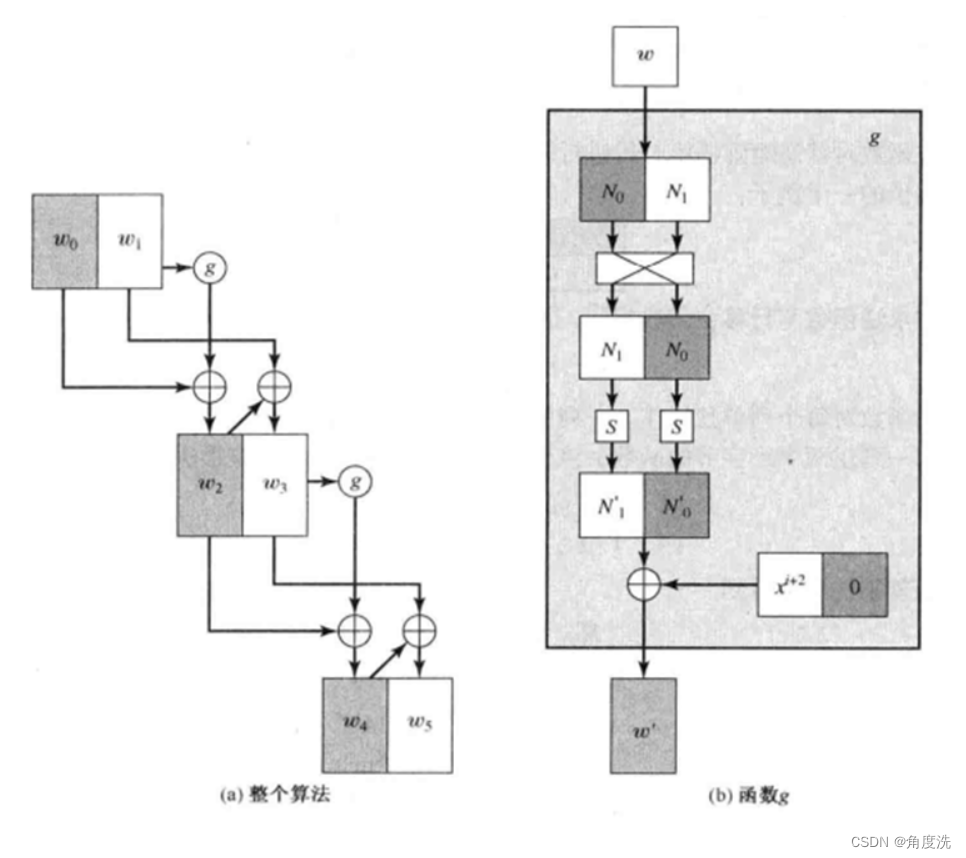 w
g
N₀ N₁
w₀ w₁
g
N₁ N₀
S S
w₂ w₃
g
N'₁ N'₀
xʲ⁺² 0
w₄ w₅
w'
(a) 整个算法
(b) 函数g
CSDN @角度洗